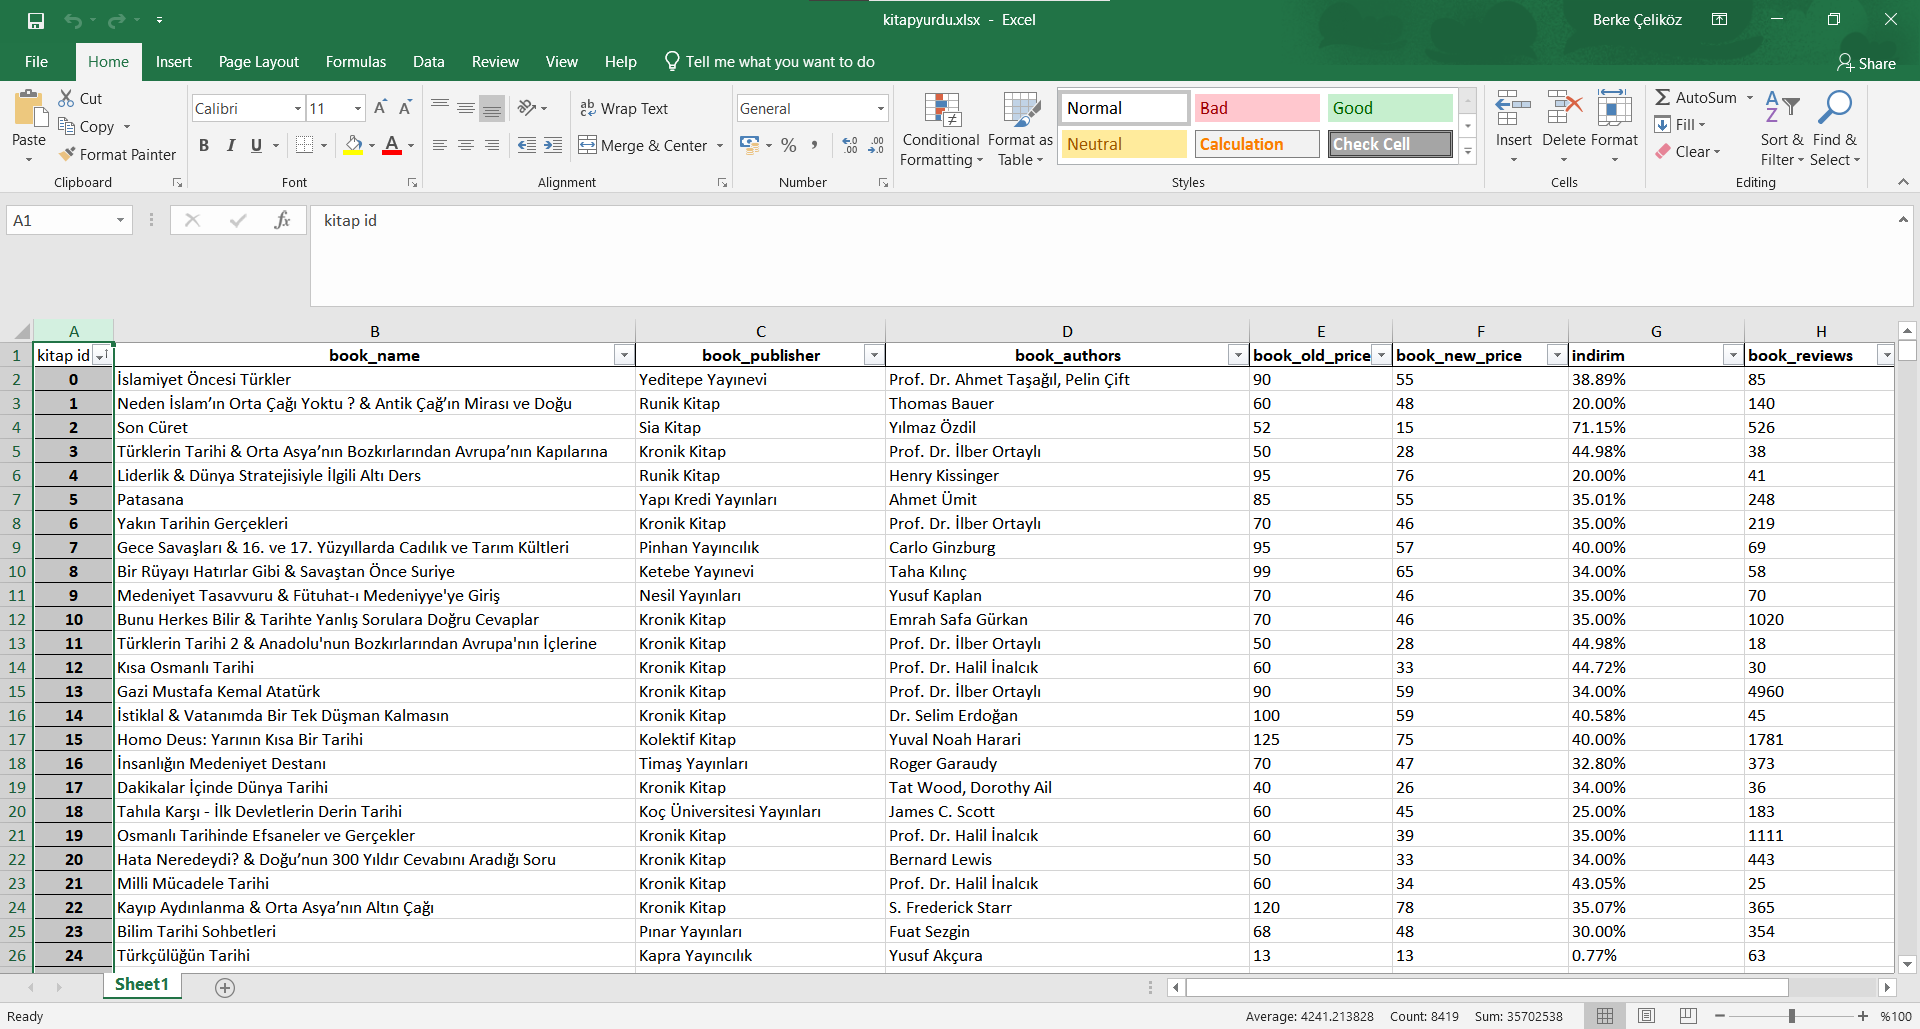 kitapyurdu.xlsx - Excel
Berke Çeliköz
File Home Insert Page Layout Formulas Data Review View Help Tell me what you want to do
Share
Paste
Cut
Copy
Format Painter
Clipboard
Calibri 11
B I U A
Font
Wrap Text
Merge & Center
Alignment
General
%
Number
Conditional Formatting
Format as Table
Normal Bad Good
Neutral Calculation Check Cell
Styles
Insert Delete Format
Cells
AutoSum
Fill
Clear
Sort & Filter
Find & Select
Editing
A1 fx kitap id
A B C D E F G H
1 kitap id book_name book_publisher book_authors book_old_price book_new_price indirim book_reviews
2 0 İslamiyet Öncesi Türkler Yeditepe Yayınevi Prof. Dr. Ahmet Taşağıl, Pelin Çift 90 55 38.89% 85
3 1 Neden İslam’ın Orta Çağı Yoktu ? & Antik Çağ’ın Mirası ve Doğu Runik Kitap Thomas Bauer 60 48 20.00% 140
4 2 Son Cüret Sia Kitap Yılmaz Özdil 52 15 71.15% 526
5 3 Türklerin Tarihi & Orta Asya’nın Bozkırlarından Avrupa’nın Kapılarına Kronik Kitap Prof. Dr. İlber Ortaylı 50 28 44.98% 38
6 4 Liderlik & Dünya Stratejisiyle İlgili Altı Ders Runik Kitap Henry Kissinger 95 76 20.00% 41
7 5 Patasana Yapı Kredi Yayınları Ahmet Ümit 85 55 35.01% 248
8 6 Yakın Tarihin Gerçekleri Kronik Kitap Prof. Dr. İlber Ortaylı 70 46 35.00% 219
9 7 Gece Savaşları & 16. ve 17. Yüzyıllarda Cadılık ve Tarım Kültleri Pinhan Yayıncılık Carlo Ginzburg 95 57 40.00% 69
10 8 Bir Rüyayı Hatırlar Gibi & Savaştan Önce Suriye Ketebe Yayınevi Taha Kılınç 99 65 34.00% 58
11 9 Medeniyet Tasavvuru & Fütuhat-ı Medeniyye'ye Giriş Nesil Yayınları Yusuf Kaplan 70 46 35.00% 70
12 10 Bunu Herkes Bilir & Tarihte Yanlış Sorulara Doğru Cevaplar Kronik Kitap Emrah Safa Gürkan 70 46 35.00% 1020
13 11 Türklerin Tarihi 2 & Anadolu'nun Bozkırlarından Avrupa'nın İçlerine Kronik Kitap Prof. Dr. İlber Ortaylı 50 28 44.98% 18
14 12 Kısa Osmanlı Tarihi Kronik Kitap Prof. Dr. Halil İnalcık 60 33 44.72% 30
15 13 Gazi Mustafa Kemal Atatürk Kronik Kitap Prof. Dr. İlber Ortaylı 90 59 34.00% 4960
16 14 İstiklal & Vatanımda Bir Tek Düşman Kalmasın Kronik Kitap Dr. Selim Erdoğan 100 59 40.58% 45
17 15 Homo Deus: Yarının Kısa Bir Tarihi Kolektif Kitap Yuval Noah Harari 125 75 40.00% 1781
18 16 İnsanlığın Medeniyet Destanı Timaş Yayınları Roger Garaudy 70 47 32.80% 373
19 17 Dakikalar İçinde Dünya Tarihi Kronik Kitap Tat Wood, Dorothy Ail 40 26 34.00% 36
20 18 Tahıla Karşı - İlk Devletlerin Derin Tarihi Koç Üniversitesi Yayınları James C. Scott 60 45 25.00% 183
21 19 Osmanlı Tarihinde Efsaneler ve Gerçekler Kronik Kitap Prof. Dr. Halil İnalcık 60 39 35.00% 1111
22 20 Hata Neredeydi? & Doğu’nun 300 Yıldır Cevabını Aradığı Soru Kronik Kitap Bernard Lewis 50 33 34.00% 443
23 21 Milli Mücadele Tarihi Kronik Kitap Prof. Dr. Halil İnalcık 60 34 43.05% 25
24 22 Kayıp Aydınlanma & Orta Asya’nın Altın Çağı Kronik Kitap S. Frederick Starr 120 78 35.07% 365
25 23 Bilim Tarihi Sohbetleri Pınar Yayınları Fuat Sezgin 68 48 30.00% 354
26 24 Türkçülüğün Tarihi Kapra Yayıncılık Yusuf Akçura 13 13 0.77% 63
Sheet1
Ready
Average: 4241.213828 Count: 8419 Sum: 35702538 %100